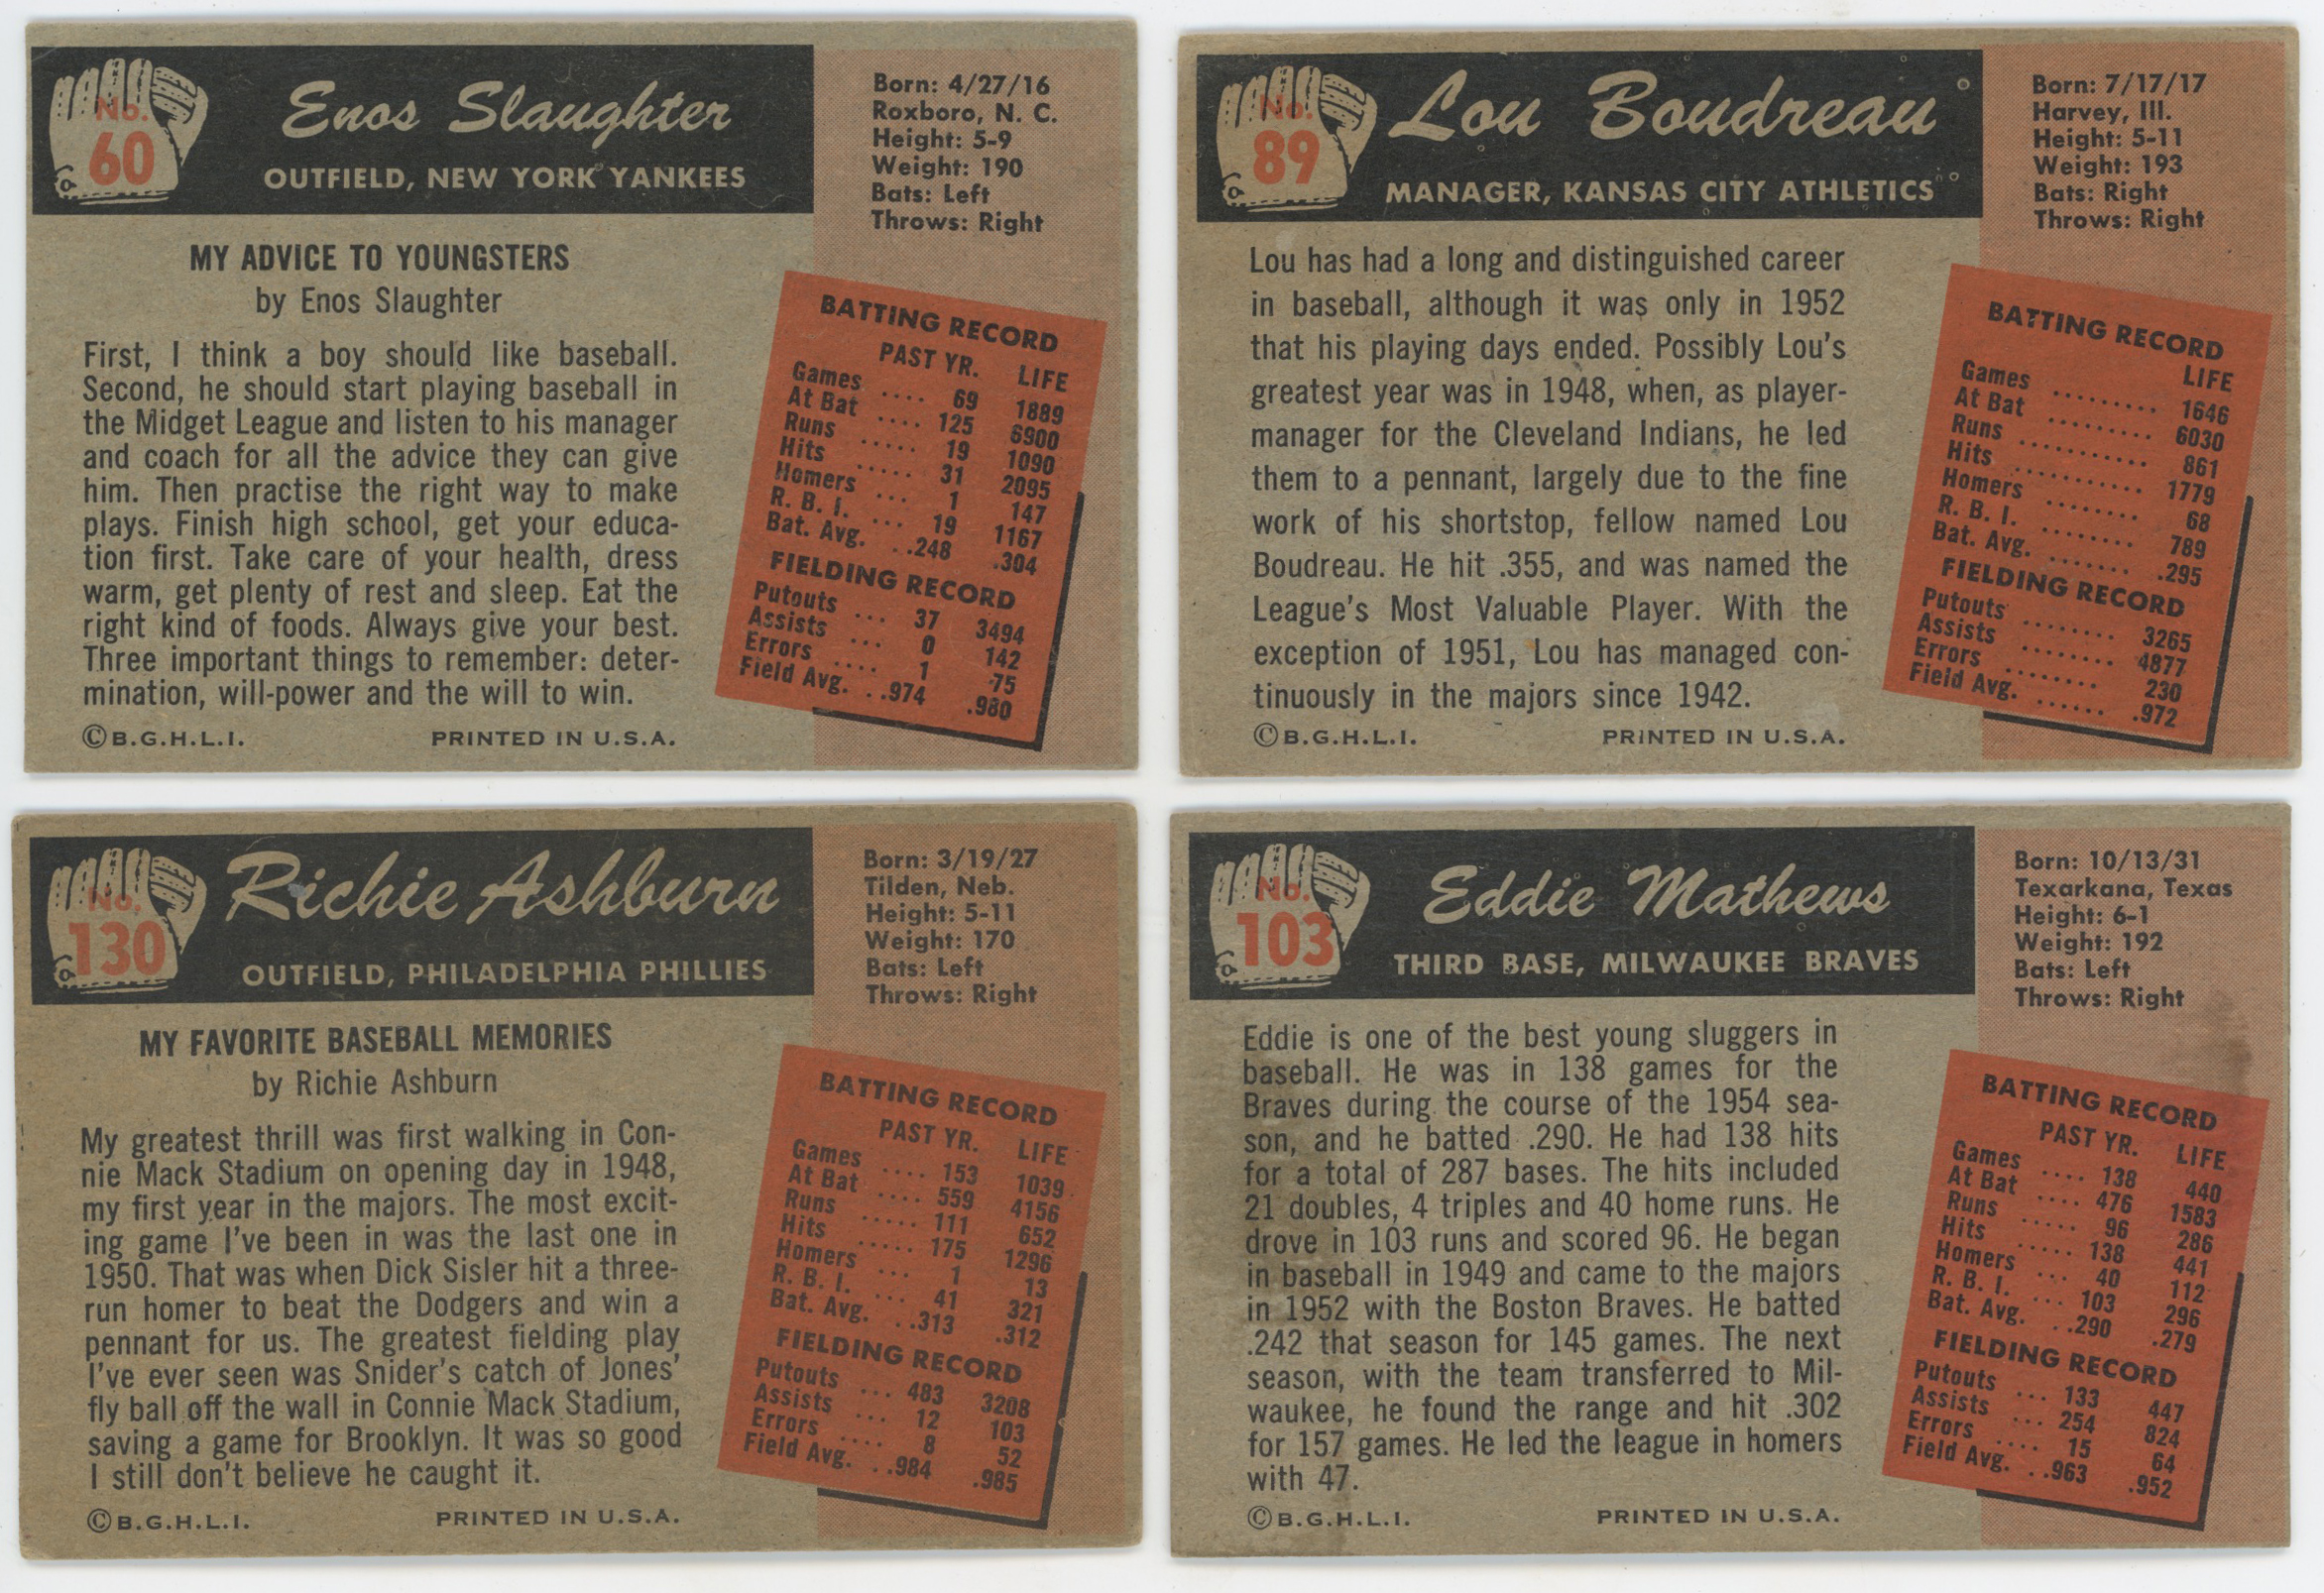 No.
60
Enos Slaughter
OUTFIELD, NEW YORK YANKEES
Born: 4/27/16
Roxboro, N. C.
Height: 5-9
Weight: 190
Bats: Left
Throws: Right
MY ADVICE TO YOUNGSTERS
by Enos Slaughter
First, I think a boy should like baseball.
Second, he should start playing baseball in
the Midget League and listen to his manager
and coach for all the advice they can give
him. Then practise the right way to make
plays. Finish high school, get your educa-
tion first. Take care of your health, dress
warm, get plenty of rest and sleep. Eat the
right kind of foods. Always give your best.
Three important things to remember: deter-
mination, will-power and the will to win.
©B.G.H.L.I. PRINTED IN U.S.A.
BATTING RECORD
PAST YR. LIFE
Games .... 69 1889
At Bat .... 125 6900
Runs ..... 19 1090
Hits ..... 31 2095
Homers ... 1 147
R. B. I. ... 19 1167
Bat. Avg. ..248 .304
FIELDING RECORD
Putouts ... 37 3494
Assists ... 0 142
Errors .... 1 75
Field Avg. ..974 .980
No.
89
Lou Boudreau
MANAGER, KANSAS CITY ATHLETICS
Born: 7/17/17
Harvey, Ill.
Height: 5-11
Weight: 193
Bats: Right
Throws: Right
Lou has had a long and distinguished career
in baseball, although it was only in 1952
that his playing days ended. Possibly Lou's
greatest year was in 1948, when, as player-
manager for the Cleveland Indians, he led
them to a pennant, largely due to the fine
work of his shortstop, fellow named Lou
Boudreau. He hit .355, and was named the
League's Most Valuable Player. With the
exception of 1951, Lou has managed con-
tinuously in the majors since 1942.
©B.G.H.L.I. PRINTED IN U.S.A.
BATTING RECORD
LIFE
Games ......... 1646
At Bat ......... 6030
Runs .......... 861
Hits .......... 1779
Homers ........ 68
R. B. I. ........ 789
Bat. Avg. ....... .295
FIELDING RECORD
Putouts ........ 3265
Assists ........ 4877
Errors ........ 230
Field Avg. ...... .972
No.
130
Richie Ashburn
OUTFIELD, PHILADELPHIA PHILLIES
Born: 3/19/27
Tilden, Neb.
Height: 5-11
Weight: 170
Bats: Left
Throws: Right
MY FAVORITE BASEBALL MEMORIES
by Richie Ashburn
My greatest thrill was first walking in Con-
nie Mack Stadium on opening day in 1948,
my first year in the majors. The most excit-
ing game I've been in was the last one in
1950. That was when Dick Sisler hit a three-
run homer to beat the Dodgers and win a
pennant for us. The greatest fielding play
I've ever seen was Snider's catch of Jones'
fly ball off the wall in Connie Mack Stadium,
saving a game for Brooklyn. It was so good
I still don't believe he caught it.
©B.G.H.L.I. PRINTED IN U.S.A.
BATTING RECORD
PAST YR. LIFE
Games .... 153 1039
At Bat .... 559 4156
Runs ..... 111 652
Hits ..... 175 1296
Homers ... 1 13
R. B. I. ... 41 321
Bat. Avg. ..313 .312
FIELDING RECORD
Putouts ... 483 3208
Assists ... 12 103
Errors .... 8 52
Field Avg. ..984 .985
No.
103
Eddie Mathews
THIRD BASE, MILWAUKEE BRAVES
Born: 10/13/31
Texarkana, Texas
Height: 6-1
Weight: 192
Bats: Left
Throws: Right
Eddie is one of the best young sluggers in
baseball. He was in 138 games for the
Braves during the course of the 1954 sea-
son, and he batted .290. He had 138 hits
for a total of 287 bases. The hits included
21 doubles, 4 triples and 40 home runs. He
drove in 103 runs and scored 96. He began
in baseball in 1949 and came to the majors
in 1952 with the Boston Braves. He batted
.242 that season for 145 games. The next
season, with the team transferred to Mil-
waukee, he found the range and hit .302
for 157 games. He led the league in homers
with 47.
©B.G.H.L.I. PRINTED IN U.S.A.
BATTING RECORD
PAST YR. LIFE
Games .... 138 440
At Bat .... 476 1583
Runs ..... 96 286
Hits ..... 138 441
Homers ... 40 112
R. B. I. ... 103 296
Bat. Avg. ..290 .279
FIELDING RECORD
Putouts ... 133 447
Assists ... 254 824
Errors .... 15 64
Field Avg. ..963 .952